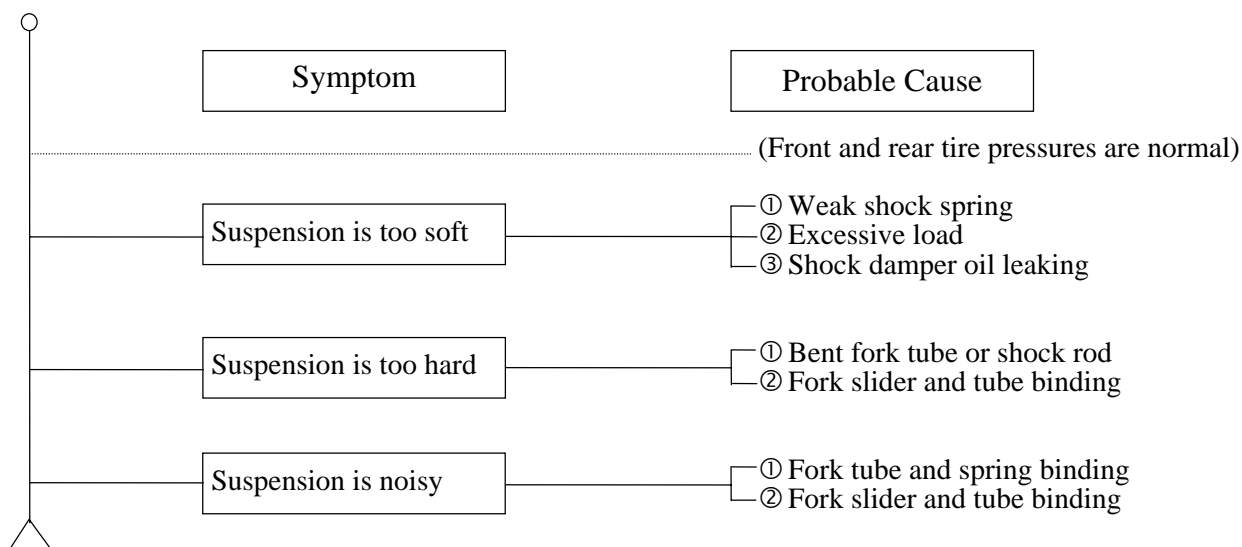 Symptom
Probable Cause
(Front and rear tire pressures are normal)
Suspension is too soft
① Weak shock spring
② Excessive load
③ Shock damper oil leaking
Suspension is too hard
① Bent fork tube or shock rod
② Fork slider and tube binding
Suspension is noisy
① Fork tube and spring binding
② Fork slider and tube binding